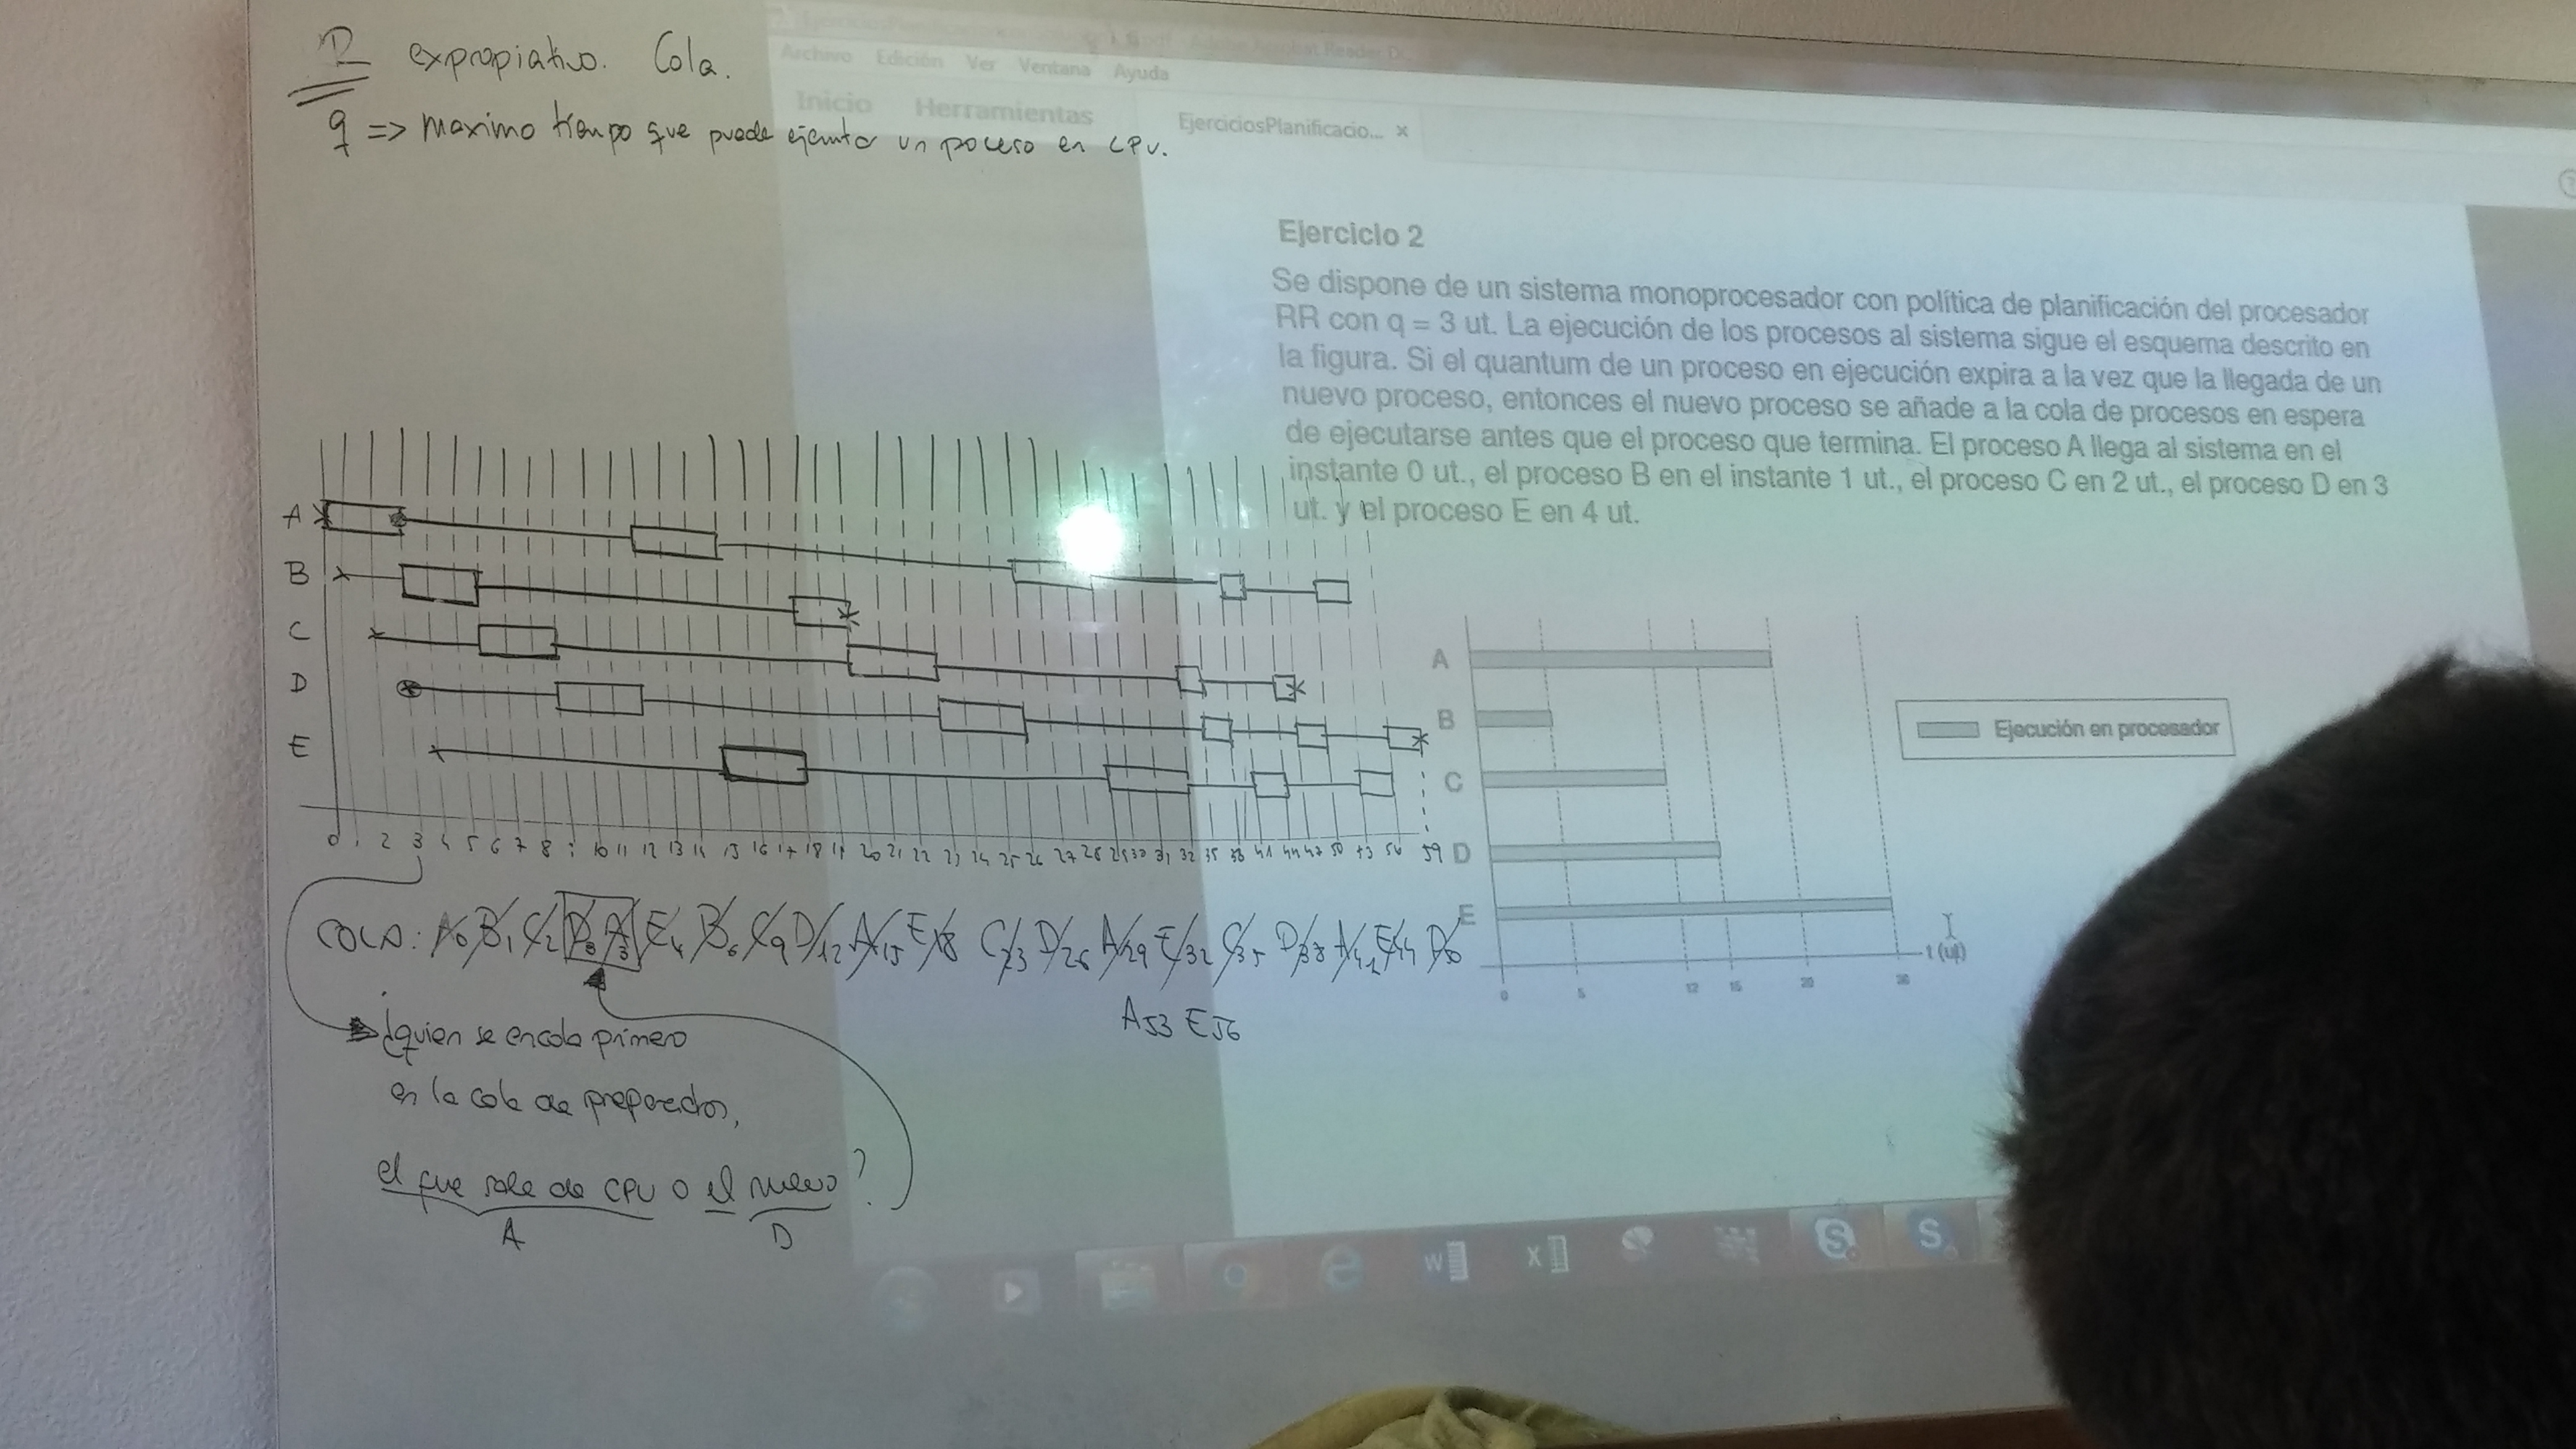 expropiativo. Cola.
q => Maximo tiempo que puede ejecutar un poceso en CPU.
Archivo Edición Ver Ventana Ayuda
Inicio Herramientas EjerciciosPlanificacio... ×
Ejercicio 2
Se dispone de un sistema monoprocesador con política de planificación del procesador
RR con q = 3 ut. La ejecución de los procesos al sistema sigue el esquema descrito en
la figura. Si el quantum de un proceso en ejecución expira a la vez que la llegada de un
nuevo proceso, entonces el nuevo proceso se añade a la cola de procesos en espera
de ejecutarse antes que el proceso que termina. El proceso A llega al sistema en el
instante 0 ut., el proceso B en el instante 1 ut., el proceso C en 2 ut., el proceso D en 3
ut. y el proceso E en 4 ut.
A
B
C
D
E
0 1 2 3 4 5 6 7 8 9 10 11 12 13 14 15 16 17 18 19 20 21 22 23 24 25 26 27 28 29 30 31 32 35 38 41 44 47 50 53 56 59
COLA: A0 B1 C2 D3 A3 E4 B6 C9 D12 A15 E18 C23 D26 A29 E32 C35 D38 A41 E44 D50
A53 E56
¿quien se encola primero
en la cola de preparados,
el que sale de CPU o el nuevo?
A D
A
B
C
D
E
Ejecución en procesador
t (ut)
0 5 12 15 20